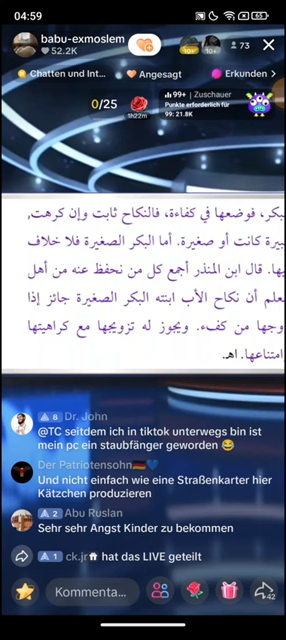 04:59
65
babu-exmoslem
52.2K
10+
10+
73
Chatten und Int...
Angesagt
Erkunden
0/25
1h22m
99+ | Zuschauer
Punkte erforderlich für
99: 21.8K
بكر، فوضعها في كفاءة، فالنكاح ثابت وإن كرهت,
بيرة كانت أو صغيرة. أما البكر الصغيرة فلا خلاف
يها. قال ابن المنذر أجمع كل من نحفظ عنه من أهل
علم أن نكاح الأب ابنته البكر الصغيرة جائز إذا
وجها من كفء. ويجوز له تزويجها مع كراهيتها
امتناعها. اهـ.
8 Dr. John
@TC seitdem ich in tiktok unterwegs bin ist
mein pc ein staubfänger geworden 😂
Der Patriotensohn🇩🇪💙
Und nicht einfach wie eine Straßenkarter hier
Kätzchen produzieren
2 Abu Ruslan
Sehr sehr Angst Kinder zu bekommen
1 ck.jr hat das LIVE geteilt
Kommenta...
42